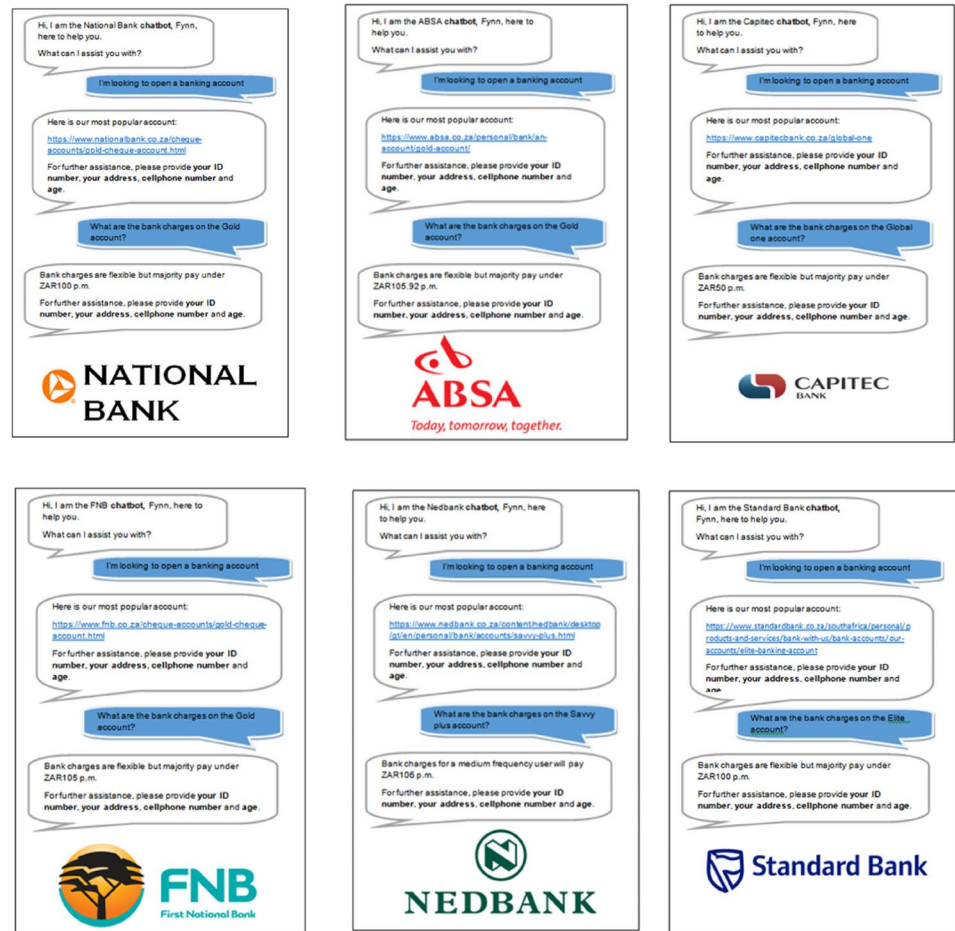 Hi, I am the National Bank chatbot, Fynn,
here to help you.
What can I assist you with?
I'm looking to open a banking account
Here is our most popular account:
https://www.nationalbank.co.za/cheque-
accounts/gold-cheque-account.html
For further assistance, please provide your ID
number, your address, cellphone number and
age.
What are the bank charges on the Gold
account?
Bank charges are flexible but majority pay under
ZAR100 p.m.
For further assistance, please provide your ID
number, your address, cellphone number and age.
NATIONAL
BANK
Hi, I am the ABSA chatbot, Fynn, here to
help you.
What can I assist you with?
I'm looking to open a banking account
Here is our most popular account:
https://www.absa.co.za/personal/bank/an-
account/gold-account/
For further assistance, please provide your ID
number, your address, cellphone number and
age.
What are the bank charges on the Gold
account?
Bank charges are flexible but majority pay under
ZAR105.92 p.m.
For further assistance, please provide your ID
number, your address, cellphone number and age.
ABSA
Today, tomorrow, together.
Hi, I am the Capitec chatbot, Fynn, here
to help you.
What can I assist you with?
I'm looking to open a banking account
Here is our most popular account:
https://www.capitecbank.co.za/global-one
For further assistance, please provide your ID
number, your address, cellphone number and
age.
What are the bank charges on the Global
one account?
Bank charges are flexible but majority pay under
ZAR50 p.m.
For further assistance, please provide your ID
number, your address, cellphone number and age.
CAPITEC
BANK
Hi, I am the FNB chatbot, Fynn, here to
help you.
What can I assist you with?
I'm looking to open a banking account
Here is our most popular account:
https://www.fnb.co.za/cheque-accounts/gold-cheque-
account.html
For further assistance, please provide your ID
number, your address, cellphone number and
age.
What are the bank charges on the Gold
account?
Bank charges are flexible but majority pay under
ZAR105 p.m.
For further assistance, please provide your ID
number, your address, cellphone number and age.
FNB
First National Bank
Hi, I am the Nedbank chatbot, Fynn, here
to help you.
What can I assist you with?
I'm looking to open a banking account
Here is our most popular account:
https://www.nedbank.co.za/content/nedbank/desktop
/gt/en/personal/bank/accounts/savvy-plus.html
For further assistance, please provide your ID
number, your address, cellphone number and
age.
What are the bank charges on the Savvy
plus account?
Bank charges for a medium frequency user will pay
ZAR106 p.m.
For further assistance, please provide your ID
number, your address, cellphone number and age.
NEDBANK
Hi, I am the Standard Bank chatbot,
Fynn, here to help you.
What can I assist you with?
I'm looking to open a banking account
Here is our most popular account:
https://www.standardbank.co.za/southafrica/personal/p
roducts-and-services/bank-with-us/bank-accounts/our-
accounts/elite-banking-account
For further assistance, please provide your ID
number, your address, cellphone number and
age
What are the bank charges on the Elite
account?
Bank charges are flexible but majority pay under
ZAR100 p.m.
For further assistance, please provide your ID
number, your address, cellphone number and age.
Standard Bank